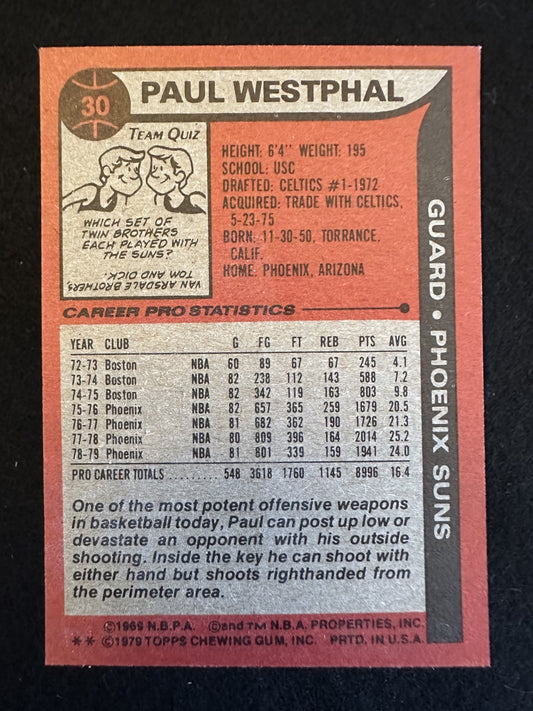 30
PAUL WESTPHAL
TEAM QUIZ
WHICH SET OF
TWIN BROTHERS
EACH PLAYED WITH
THE SUNS?
VAN ARSDALE BROTHERS,
TOM AND DICK.
HEIGHT: 6'4" WEIGHT: 195
SCHOOL: USC
DRAFTED: CELTICS #1-1972
ACQUIRED: TRADE WITH CELTICS,
5-23-75
BORN: 11-30-50, TORRANCE,
CALIF.
HOME: PHOENIX, ARIZONA
GUARD • PHOENIX SUNS
CAREER PRO STATISTICS
YEAR CLUB G FG FT REB PTS AVG
72-73 Boston NBA 60 89 67 67 245 4.1
73-74 Boston NBA 82 238 112 143 588 7.2
74-75 Boston NBA 82 342 119 163 803 9.8
75-76 Phoenix NBA 82 657 365 259 1679 20.5
76-77 Phoenix NBA 81 682 362 190 1726 21.3
77-78 Phoenix NBA 80 809 396 164 2014 25.2
78-79 Phoenix NBA 81 801 339 159 1941 24.0
PRO CAREER TOTALS ......... 548 3618 1760 1145 8996 16.4
One of the most potent offensive weapons
in basketball today, Paul can post up low or
devastate an opponent with his outside
shooting. Inside the key he can shoot with
either hand but shoots righthanded from the
perimeter area.
©1969 N.B.P.A. ©and TM N.B.A. PROPERTIES, INC.
** ©1979 TOPPS CHEWING GUM, INC. PRTD. IN U.S.A.